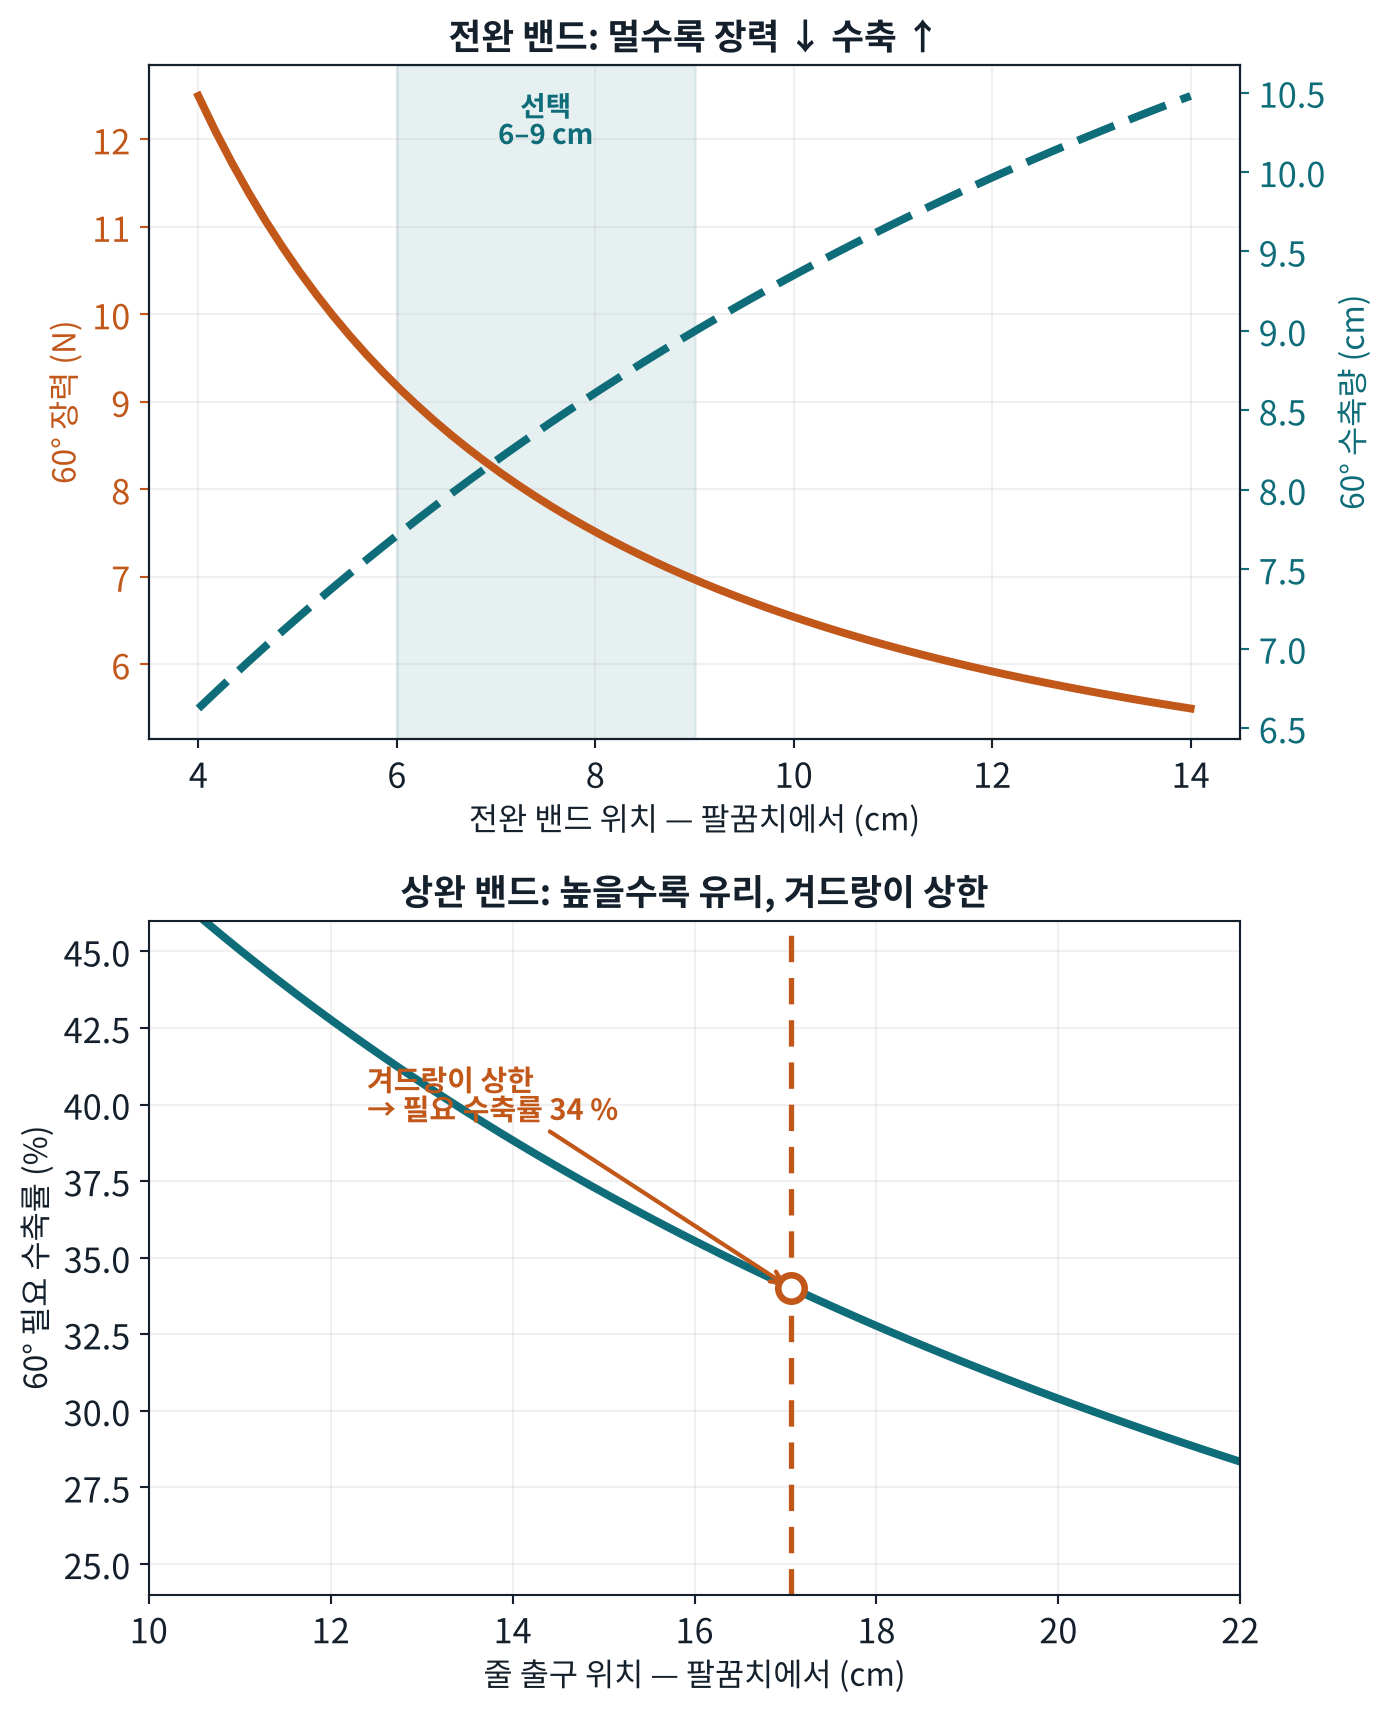 전완 밴드: 멀수록 장력 ↓ 수축 ↑
선택
6–9 cm
12
11
10
9
8
7
6
60° 장력 (N)
10.5
10.0
9.5
9.0
8.5
8.0
7.5
7.0
6.5
60° 수축량 (cm)
4 6 8 10 12 14
전완 밴드 위치 — 팔꿈치에서 (cm)
상완 밴드: 높을수록 유리, 겨드랑이 상한
45.0
42.5
40.0
37.5
35.0
32.5
30.0
27.5
25.0
60° 필요 수축률 (%)
겨드랑이 상한
→ 필요 수축률 34 %
10 12 14 16 18 20 22
줄 출구 위치 — 팔꿈치에서 (cm)